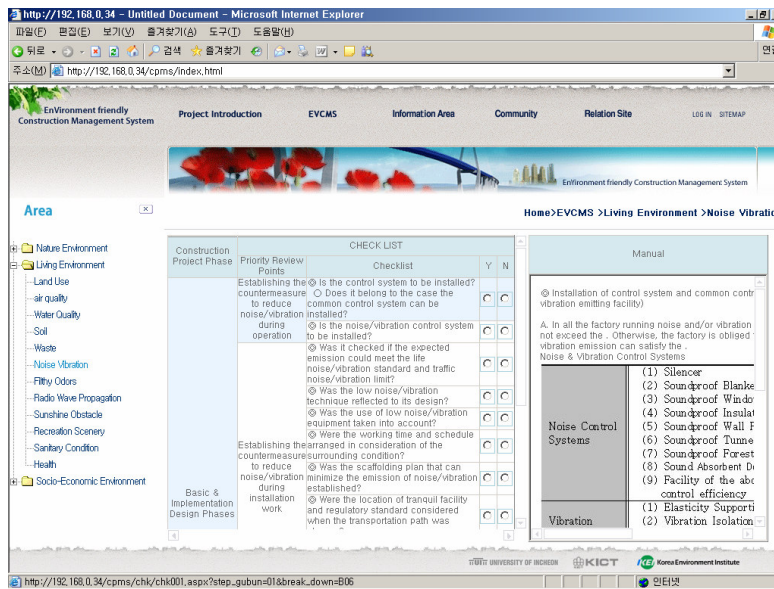 http://192.168.0.34 - Untitled Document - Microsoft Internet Explorer
파일(F) 편집(E) 보기(V) 즐겨찾기(A) 도구(T) 도움말(H)
뒤로 검색 즐겨찾기
주소(M) http://192.168.0.34/cpms/index.html
EnVironment friendly
Construction Management System
Project Introduction EVCMS Information Area Community Relation Site LOG IN SITEMAP
Environment friendly Construction Management System
Area
Home>EVCMS >Living Environment >Noise Vibratio
Nature Environment
Living Environment
Land Use
air quality
Water Quality
Soil
Waste
Noise Vibration
Filthy Odors
Radio Wave Propagation
Sunshine Obstacle
Recreation Scenery
Sanitary Condition
Health
Socio-Economic Environment
Construction
Project Phase
CHECK LIST
Priority Review
Points
Checklist
Y N
Basic &
Implementation
Design Phases
Establishing the
countermeasure
to reduce
noise/vibration
during
operation
◎ Is the control system to be installed?
○ Does it belong to the case the
common control system can be
installed?
◎ Is the noise/vibration control system
to be installed?
Establishing the
countermeasure
to reduce
noise/vibration
during
installation
work
◎ Was it checked if the expected
emission could meet the life
noise/vibration standard and traffic
noise/vibration limit?
◎ Was the low noise/vibration
technique reflected to its design?
◎ Was the use of low noise/vibration
equipment taken into account?
◎ Were the working time and schedule
arranged in consideration of the
surrounding condition?
◎ Was the scaffolding plan that can
minimize the emission of noise/vibration
established?
◎ Were the location of tranquil facility
and regulatory standard considered
when the transportation path was
Manual
◎ Installation of control system and common contr
vibration emitting facility)
A. In all the factory running noise and/or vibration
not exceed the . Otherwise, the factory is obliged
vibration emission can satisfy the .
Noise & Vibration Control Systems
Noise Control
Systems
(1) Silencer
(2) Soundproof Blanke
(3) Soundproof Windo
(4) Soundproof Insulat
(5) Soundproof Wall F
(6) Soundproof Tunne
(7) Soundproof Forest
(8) Sound Absorbent De
(9) Facility of the abo
control efficiency
Vibration
(1) Elasticity Supporti
(2) Vibration Isolation
UNIVERSITY OF INCHEON KICT KEI Korea Environment Institute
http://192.168.0.34/cpms/chk/chk001.aspx?step_gubun=01&break_down=B06
인터넷